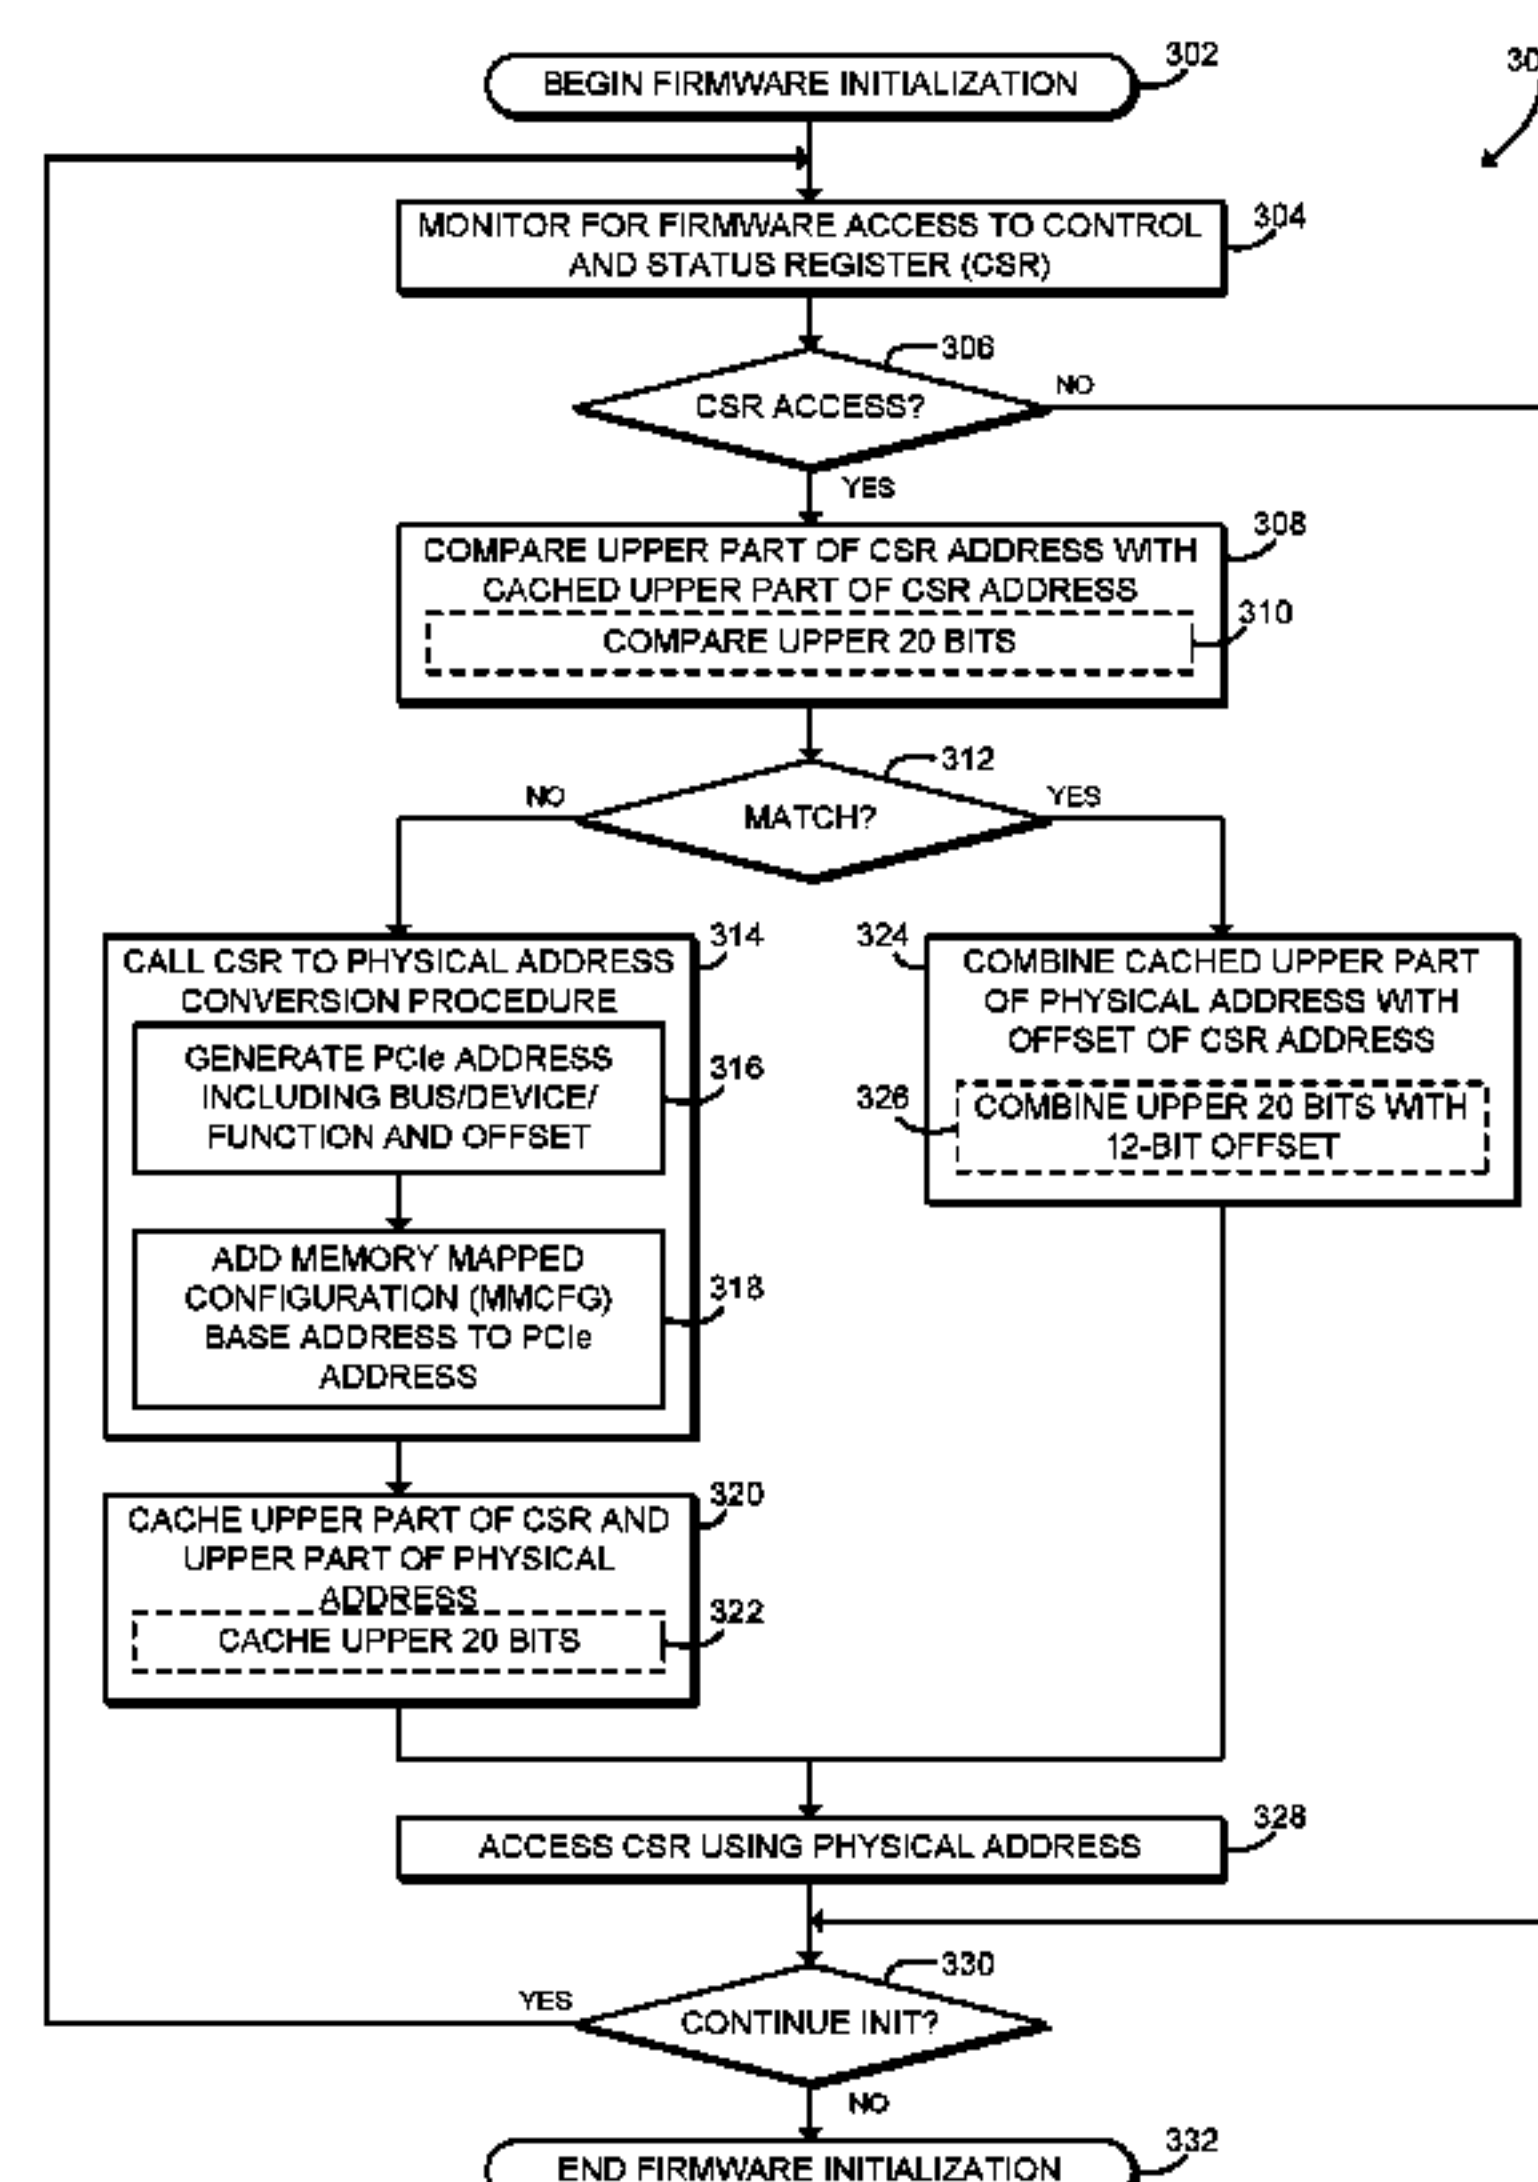 BEGIN FIRMWARE INITIALIZATION
302
30
MONITOR FOR FIRMWARE ACCESS TO CONTROL
AND STATUS REGISTER (CSR)
304
306
CSR ACCESS?
NO
YES
COMPARE UPPER PART OF CSR ADDRESS WITH
CACHED UPPER PART OF CSR ADDRESS
308
COMPARE UPPER 20 BITS
310
312
NO
MATCH?
YES
CALL CSR TO PHYSICAL ADDRESS
CONVERSION PROCEDURE
314
GENERATE PCIe ADDRESS
INCLUDING BUS/DEVICE/
FUNCTION AND OFFSET
316
ADD MEMORY MAPPED
CONFIGURATION (MMCFG)
BASE ADDRESS TO PCIe
ADDRESS
318
324
COMBINE CACHED UPPER PART
OF PHYSICAL ADDRESS WITH
OFFSET OF CSR ADDRESS
326
COMBINE UPPER 20 BITS WITH
12-BIT OFFSET
CACHE UPPER PART OF CSR AND
UPPER PART OF PHYSICAL
ADDRESS
320
CACHE UPPER 20 BITS
322
ACCESS CSR USING PHYSICAL ADDRESS
328
330
YES
CONTINUE INIT?
NO
END FIRMWARE INITIALIZATION
332